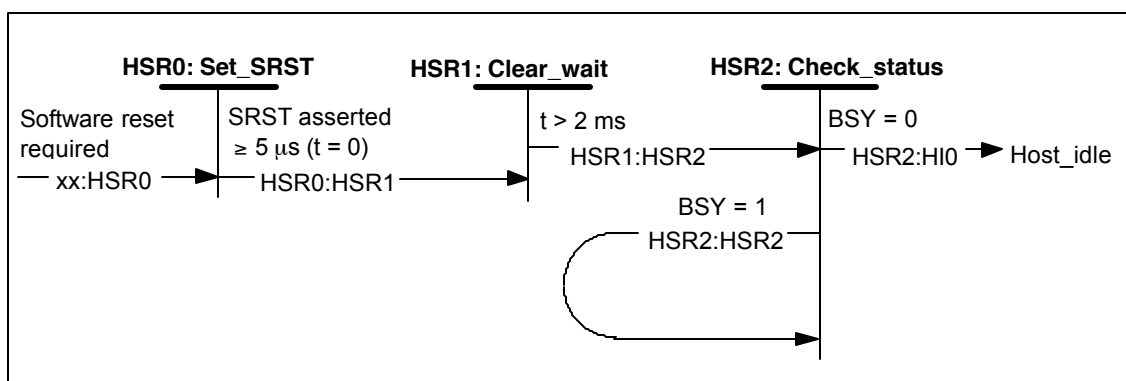 HSR0: Set_SRST
HSR1: Clear_wait
HSR2: Check_status
Software reset
required
xx:HSR0
SRST asserted
≥ 5 μs (t = 0)
HSR0:HSR1
t > 2 ms
HSR1:HSR2
BSY = 0
HSR2:HI0
Host_idle
BSY = 1
HSR2:HSR2